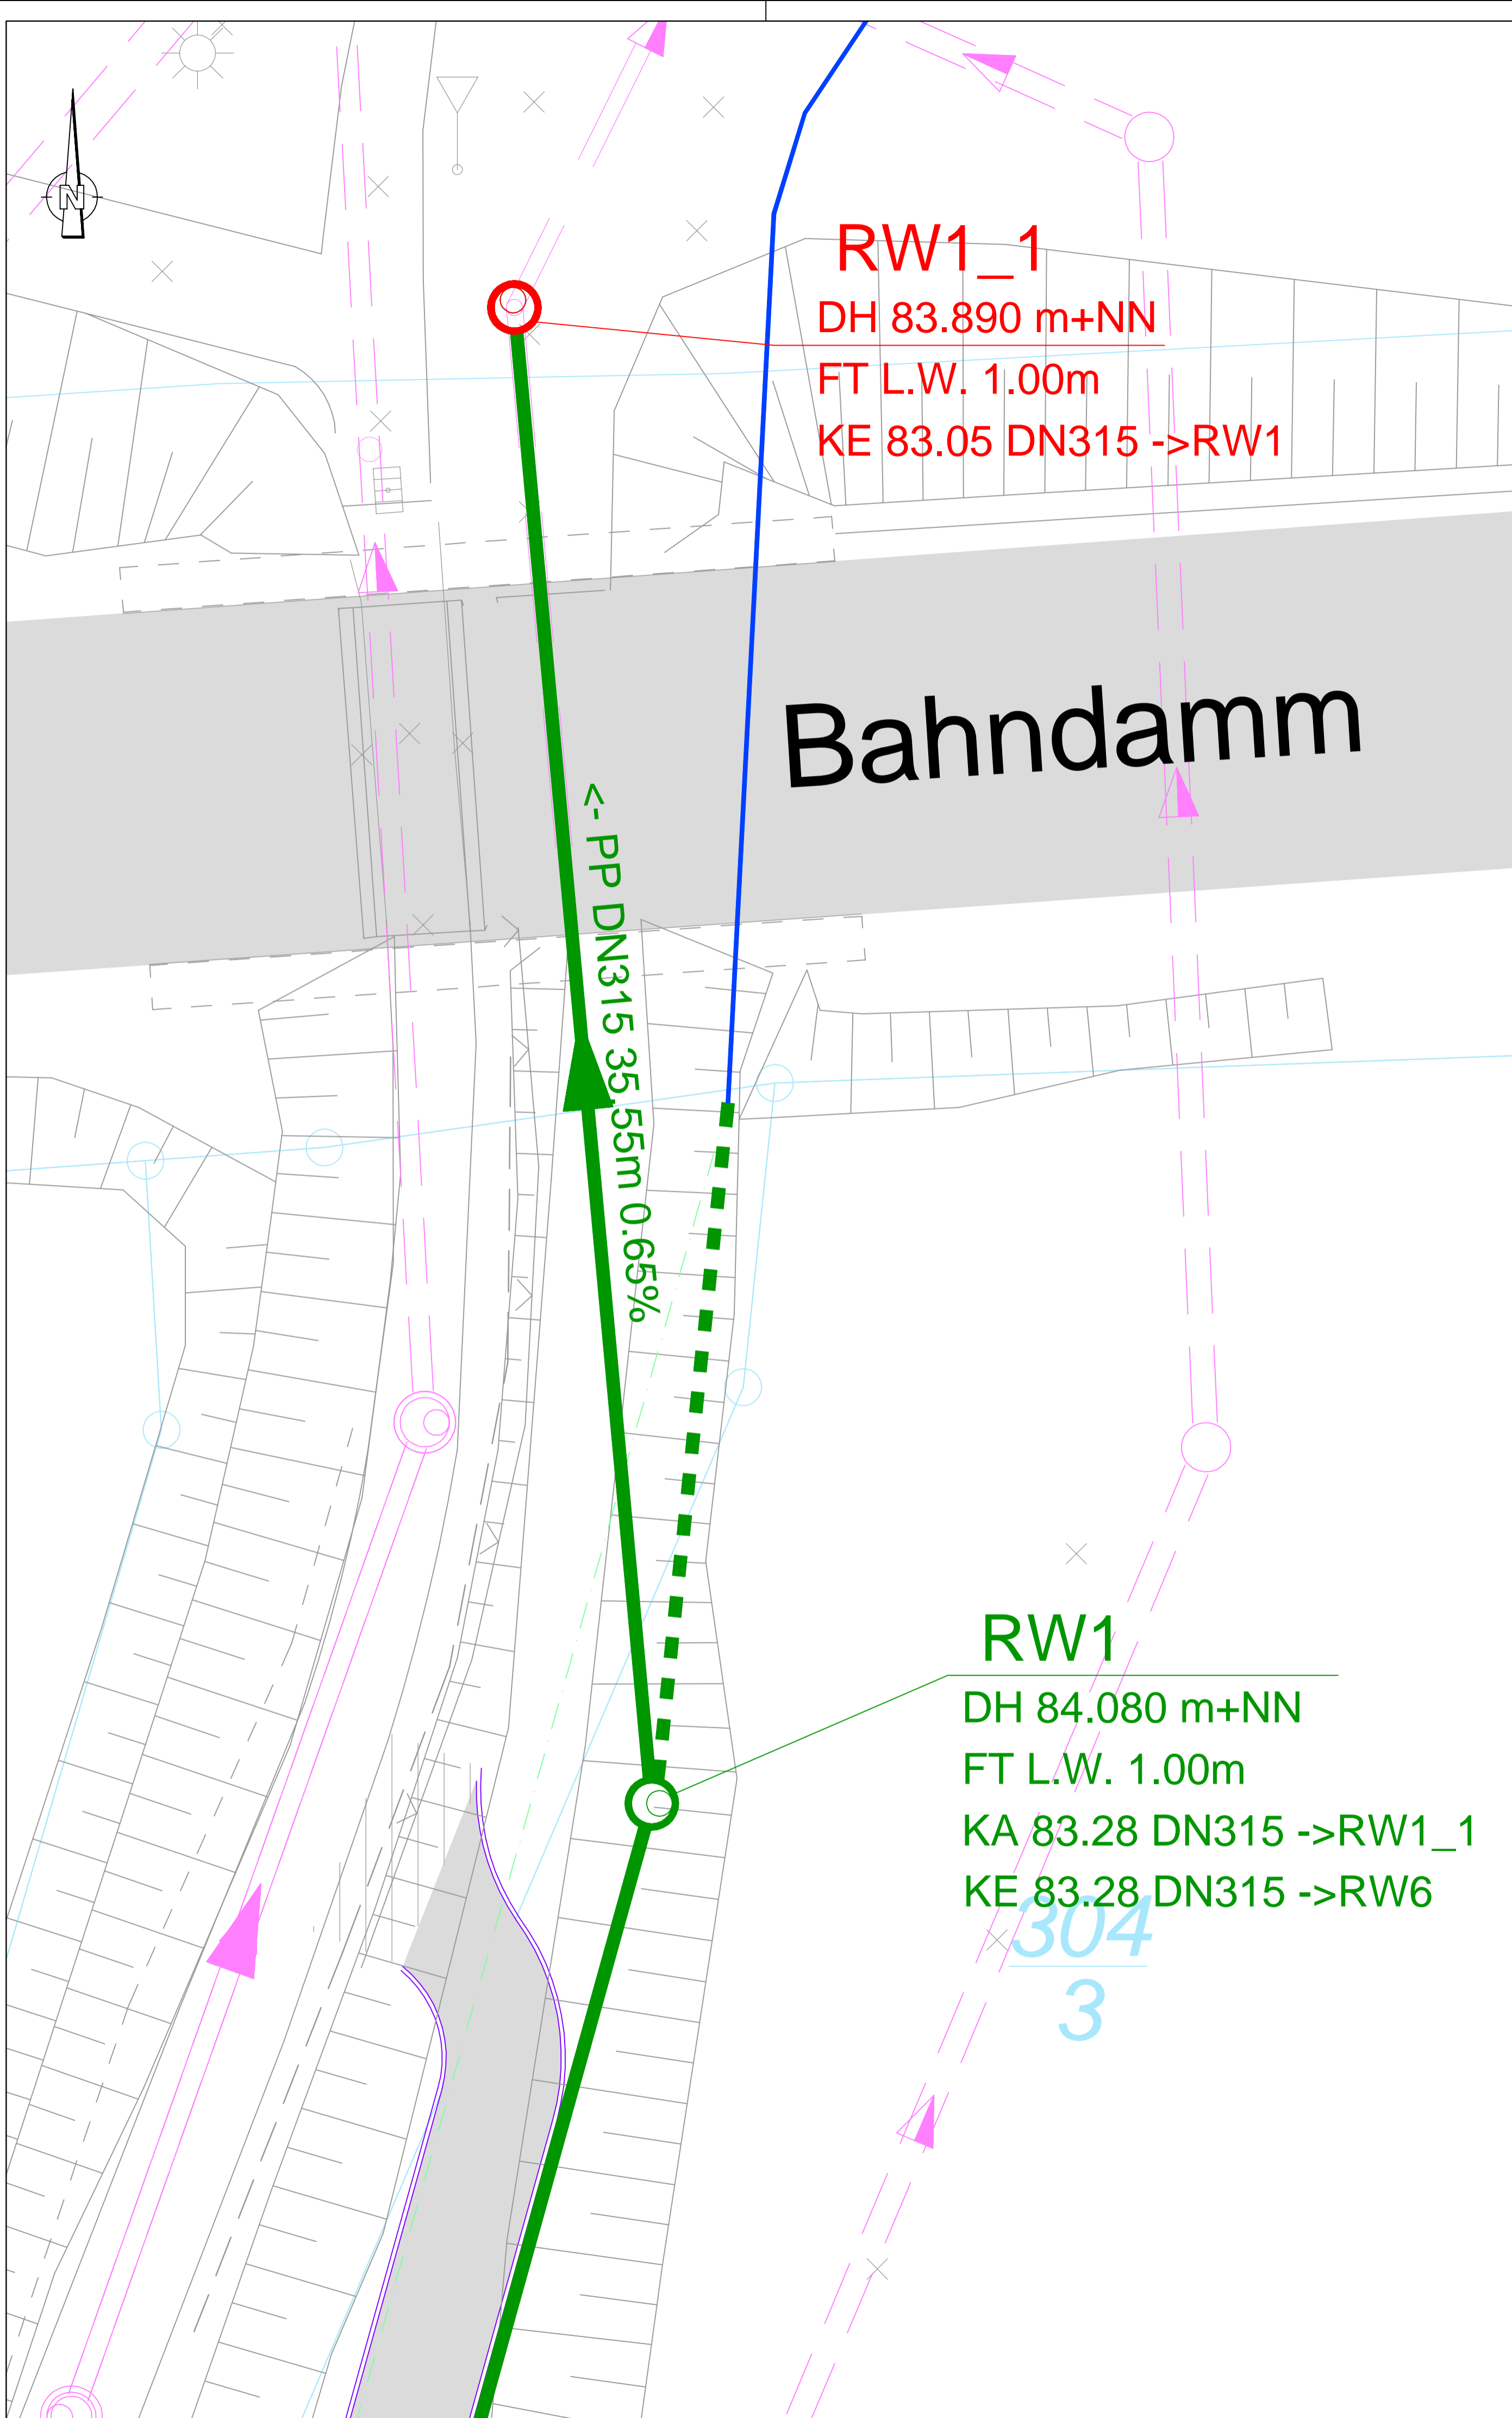 N
RW1_1
DH 83.890 m+NN
FT L.W. 1.00m
KE 83.05 DN315 ->RW1
Bahndamm
<- PP DN315 35.55m 0.65%
RW1
DH 84.080 m+NN
FT L.W. 1.00m
KA 83.28 DN315 ->RW1_1
KE 83.28 DN315 ->RW6
304
3